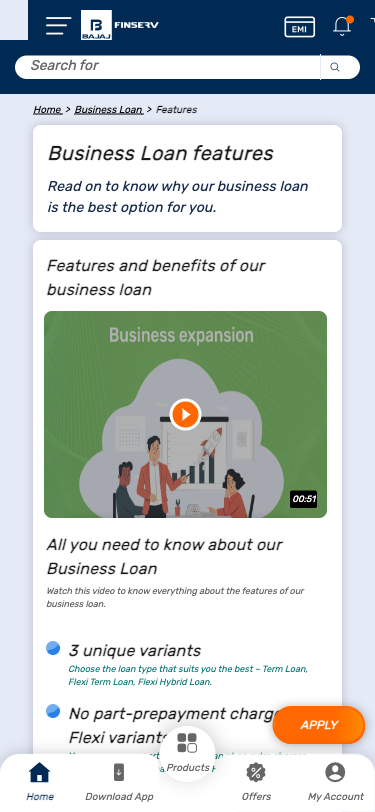 BAJAJ
FINSERV
EMI
Search for
Home > Business Loan > Features
Business Loan features
Read on to know why our business loan
is the best option for you.
Features and benefits of our
business loan
Business expansion
00:51
All you need to know about our
Business Loan
Watch this video to know everything about the features of our
business loan.
3 unique variants
Choose the loan type that suits you the best – Term Loan,
Flexi Term Loan, Flexi Hybrid Loan.
No part-prepayment charge
Flexi variants
APPLY
Home
Download App
Products
Offers
My Account